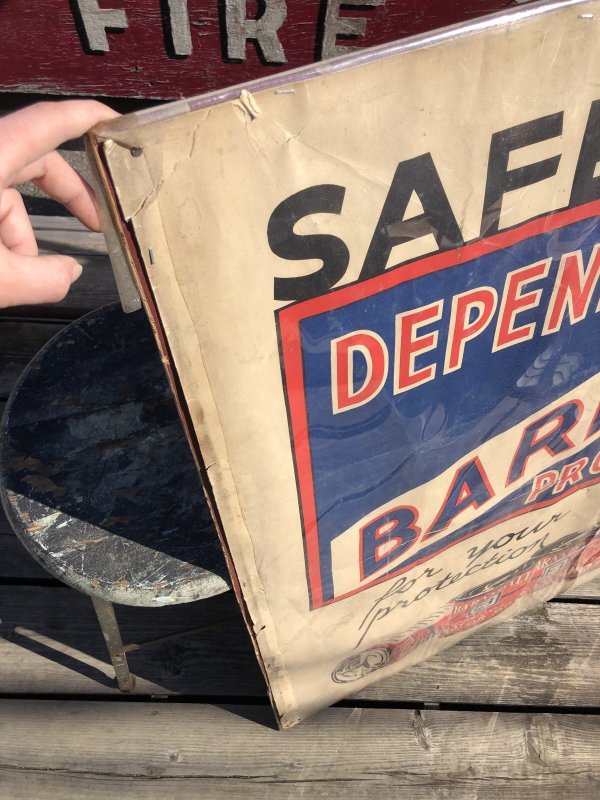 FIRE
SAFE
DEPEN
BAR
PRO
for your
protection